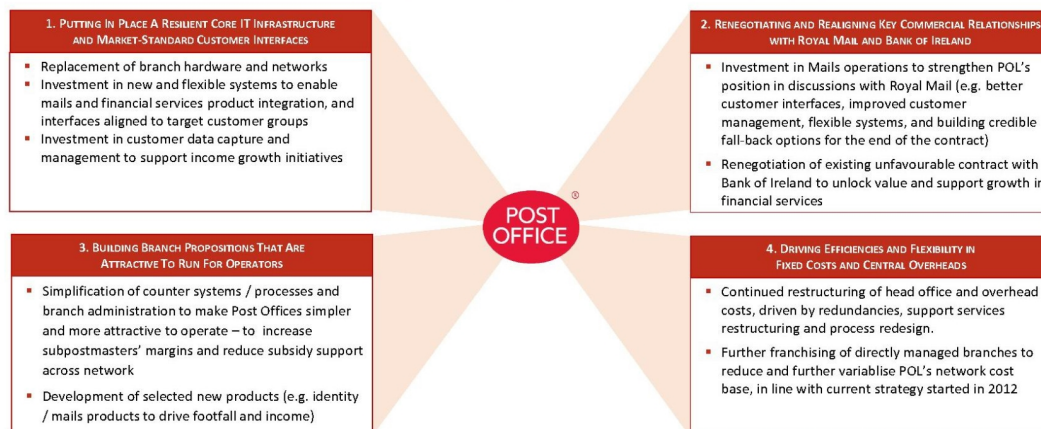 1. PUTTING IN PLACE A RESILIENT CORE IT INFRASTRUCTURE
AND MARKET-STANDARD CUSTOMER INTERFACES
▪ Replacement of branch hardware and networks
▪ Investment in new and flexible systems to enable
mails and financial services product integration, and
interfaces aligned to target customer groups
▪ Investment in customer data capture and
management to support income growth initiatives
2. RENEGOTIATING AND REALIGNING KEY COMMERCIAL RELATIONSHIPS
WITH ROYAL MAIL AND BANK OF IRELAND
▪ Investment in Mails operations to strengthen POL's
position in discussions with Royal Mail (e.g. better
customer interfaces, improved customer
management, flexible systems, and building credible
fall-back options for the end of the contract)
▪ Renegotiation of existing unfavourable contract with
Bank of Ireland to unlock value and support growth in
financial services
POST
OFFICE
®
3. BUILDING BRANCH PROPOSITIONS THAT ARE
ATTRACTIVE TO RUN FOR OPERATORS
▪ Simplification of counter systems / processes and
branch administration to make Post Offices simpler
and more attractive to operate – to increase
subpostmasters' margins and reduce subsidy support
across network
▪ Development of selected new products (e.g. identity
/ mails products to drive footfall and income)
4. DRIVING EFFICIENCIES AND FLEXIBILITY IN
FIXED COSTS AND CENTRAL OVERHEADS
▪ Continued restructuring of head office and overhead
costs, driven by redundancies, support services
restructuring and process redesign.
▪ Further franchising of directly managed branches to
reduce and further variablise POL's network cost
base, in line with current strategy started in 2012